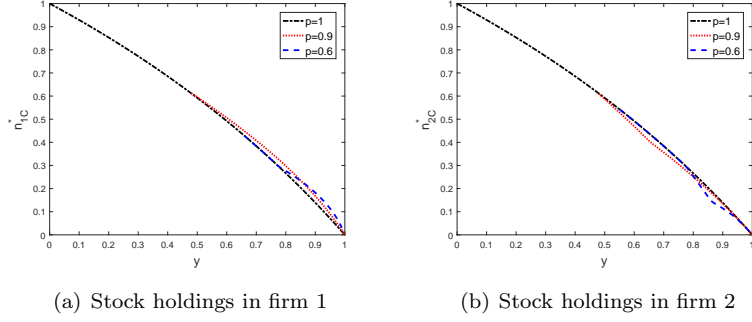 1
0.9
0.8
0.7
0.6
0.5
0.4
0.3
0.2
0.1
0
n*1C
0 0.1 0.2 0.3 0.4 0.5 0.6 0.7 0.8 0.9 1
y
p=1
p=0.9
p=0.6
(a) Stock holdings in firm 1
1
0.9
0.8
0.7
0.6
0.5
0.4
0.3
0.2
0.1
0
n*2C
0 0.1 0.2 0.3 0.4 0.5 0.6 0.7 0.8 0.9 1
y
p=1
p=0.9
p=0.6
(b) Stock holdings in firm 2